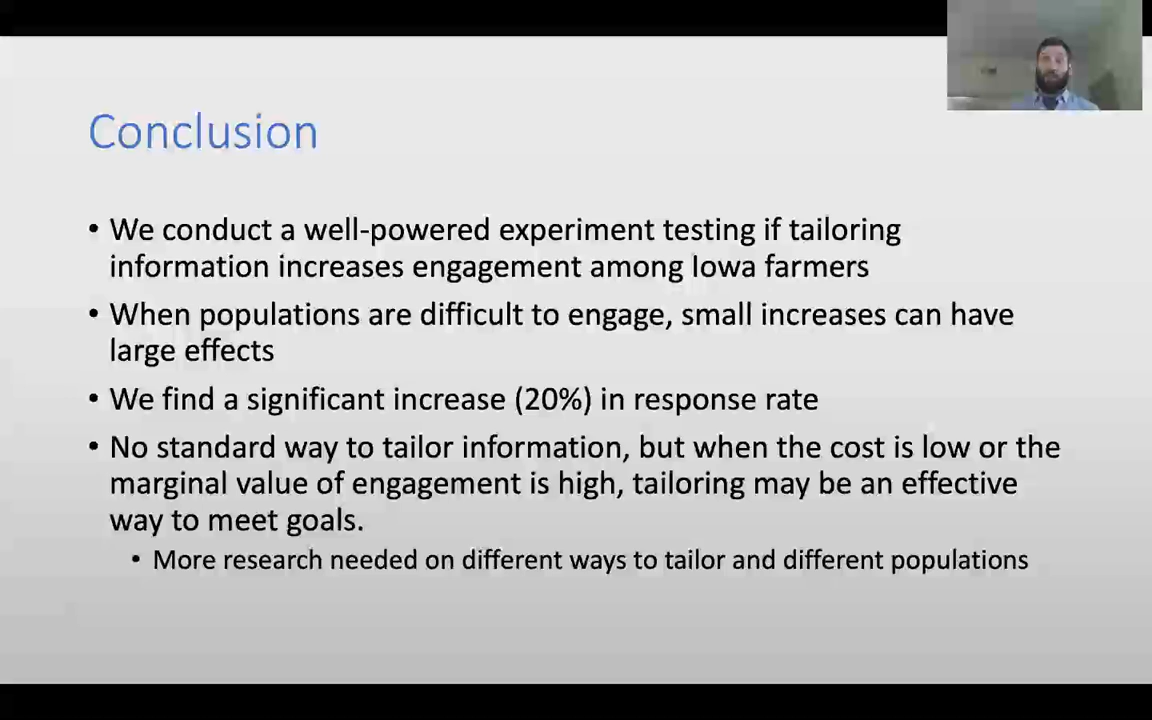 Conclusion
• We conduct a well-powered experiment testing if tailoring
information increases engagement among Iowa farmers
• When populations are difficult to engage, small increases can have
large effects
• We find a significant increase (20%) in response rate
• No standard way to tailor information, but when the cost is low or the
marginal value of engagement is high, tailoring may be an effective
way to meet goals.
• More research needed on different ways to tailor and different populations